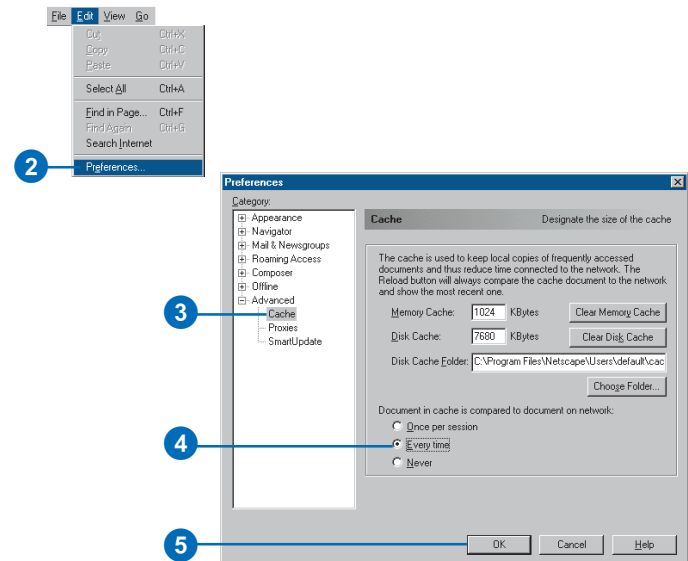 File Edit View Go
Cut Ctrl+X
Copy Ctrl+C
Paste Ctrl+V
Select All Ctrl+A
Find in Page... Ctrl+F
Find Again Ctrl+G
Search Internet
2
Preferences...
Preferences
Category:
Appearance
Navigator
Mail & Newsgroups
Roaming Access
Composer
Offline
Advanced
3
Cache
Proxies
SmartUpdate
Cache Designate the size of the cache
The cache is used to keep local copies of frequently accessed
documents and thus reduce time connected to the network. The
Reload button will always compare the cache document to the network
and show the most recent one.
Memory Cache: 1024 KBytes Clear Memory Cache
Disk Cache: 7680 KBytes Clear Disk Cache
Disk Cache Folder: C:\Program Files\Netscape\Users\default\cac
Choose Folder...
Document in cache is compared to document on network:
Once per session
4
Every time
Never
5
OK Cancel Help